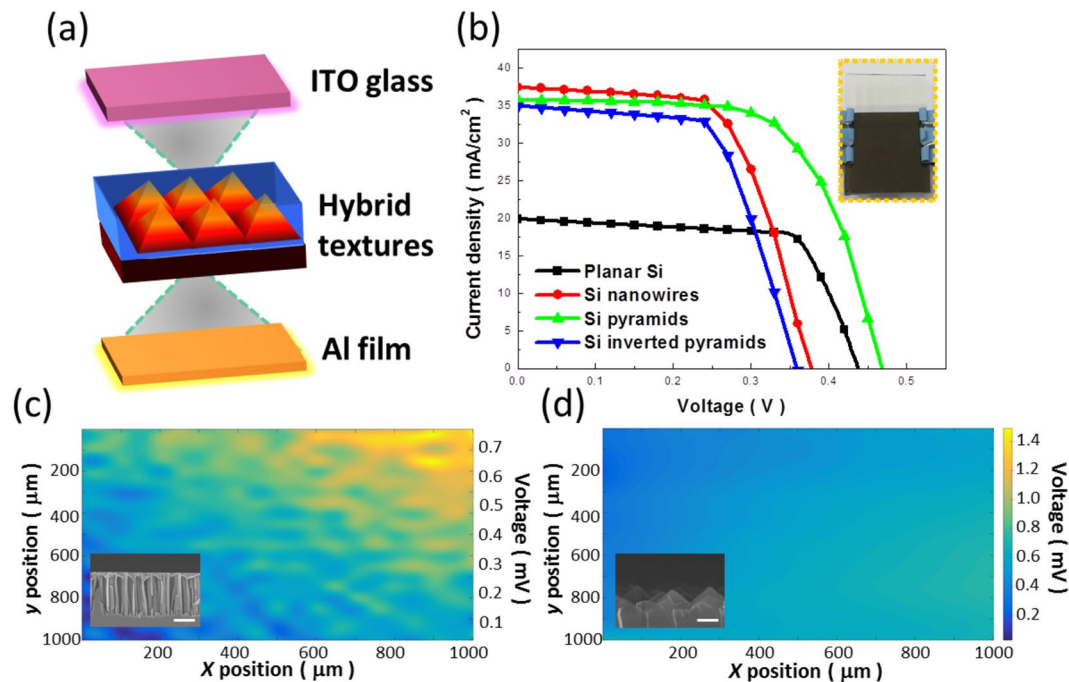 (a)
ITO glass
Hybrid
textures
Al film
(b)
Current density ( mA/cm² )
40
35
30
25
20
15
10
5
0
0.0
0.1
0.2
0.3
0.4
0.5
Voltage ( V )
Planar Si
Si nanowires
Si pyramids
Si inverted pyramids
(c)
y position ( μm )
200
400
600
800
1000
200
400
600
800
1000
X position ( μm )
0.7
0.6
0.5
0.4
0.3
0.2
0.1
Voltage ( mV )
(d)
y position ( μm )
200
400
600
800
1000
200
400
600
800
1000
X position ( μm )
1.4
1.2
1.0
0.8
0.6
0.4
0.2
Voltage ( mV )